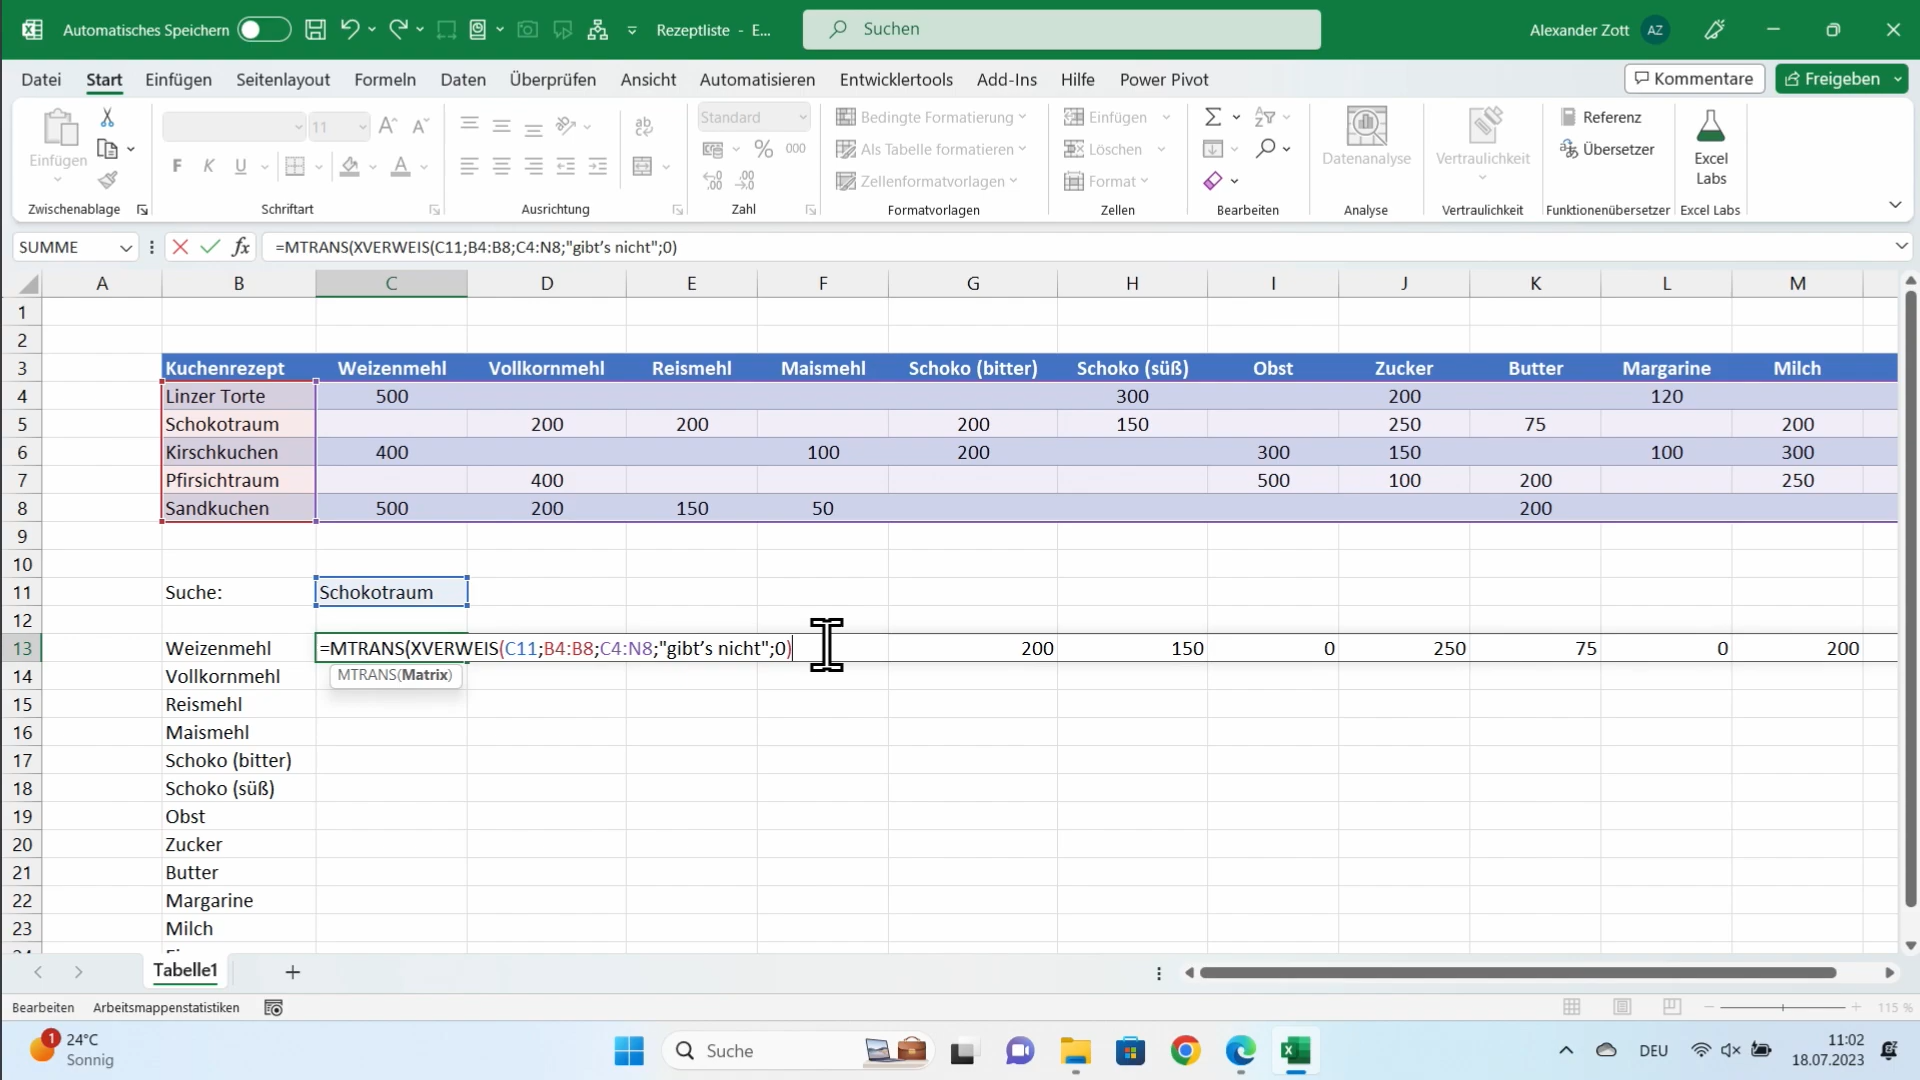 Automatisches Speichern Rezeptliste - E... Suchen Alexander Zott AZ
Datei Start Einfügen Seitenlayout Formeln Daten Überprüfen Ansicht Automatisieren Entwicklertools Add-Ins Hilfe Power Pivot Kommentare Freigeben
Einfügen 11 Standard Bedingte Formatierung Einfügen Referenz
F K U % 000 Als Tabelle formatieren Löschen Datenanalyse Vertraulichkeit Übersetzer Excel Labs
Zellenformatvorlagen Format
Zwischenablage Schriftart Ausrichtung Zahl Formatvorlagen Zellen Bearbeiten Analyse Vertraulichkeit Funktionenübersetzer Excel Labs
SUMME fx =MTRANS(XVERWEIS(C11;B4:B8;C4:N8;"gibt’s nicht";0)
A B C D E F G H I J K L M
1
2
3 Kuchenrezept Weizenmehl Vollkornmehl Reismehl Maismehl Schoko (bitter) Schoko (süß) Obst Zucker Butter Margarine Milch
4 Linzer Torte 500 300 200 120
5 Schokotraum 200 200 200 150 250 75 200
6 Kirschkuchen 400 100 200 300 150 100 300
7 Pfirsichtraum 400 500 100 200 250
8 Sandkuchen 500 200 150 50 200
9
10
11 Suche: Schokotraum
12
13 Weizenmehl =MTRANS(XVERWEIS(C11;B4:B8;C4:N8;"gibt’s nicht";0) 200 150 0 250 75 0 200
14 Vollkornmehl MTRANS(Matrix)
15 Reismehl
16 Maismehl
17 Schoko (bitter)
18 Schoko (süß)
19 Obst
20 Zucker
21 Butter
22 Margarine
23 Milch
Tabelle1
Bearbeiten Arbeitsmappenstatistiken 115 %
1 24°C Suche DEU 11:02
Sonnig 18.07.2023